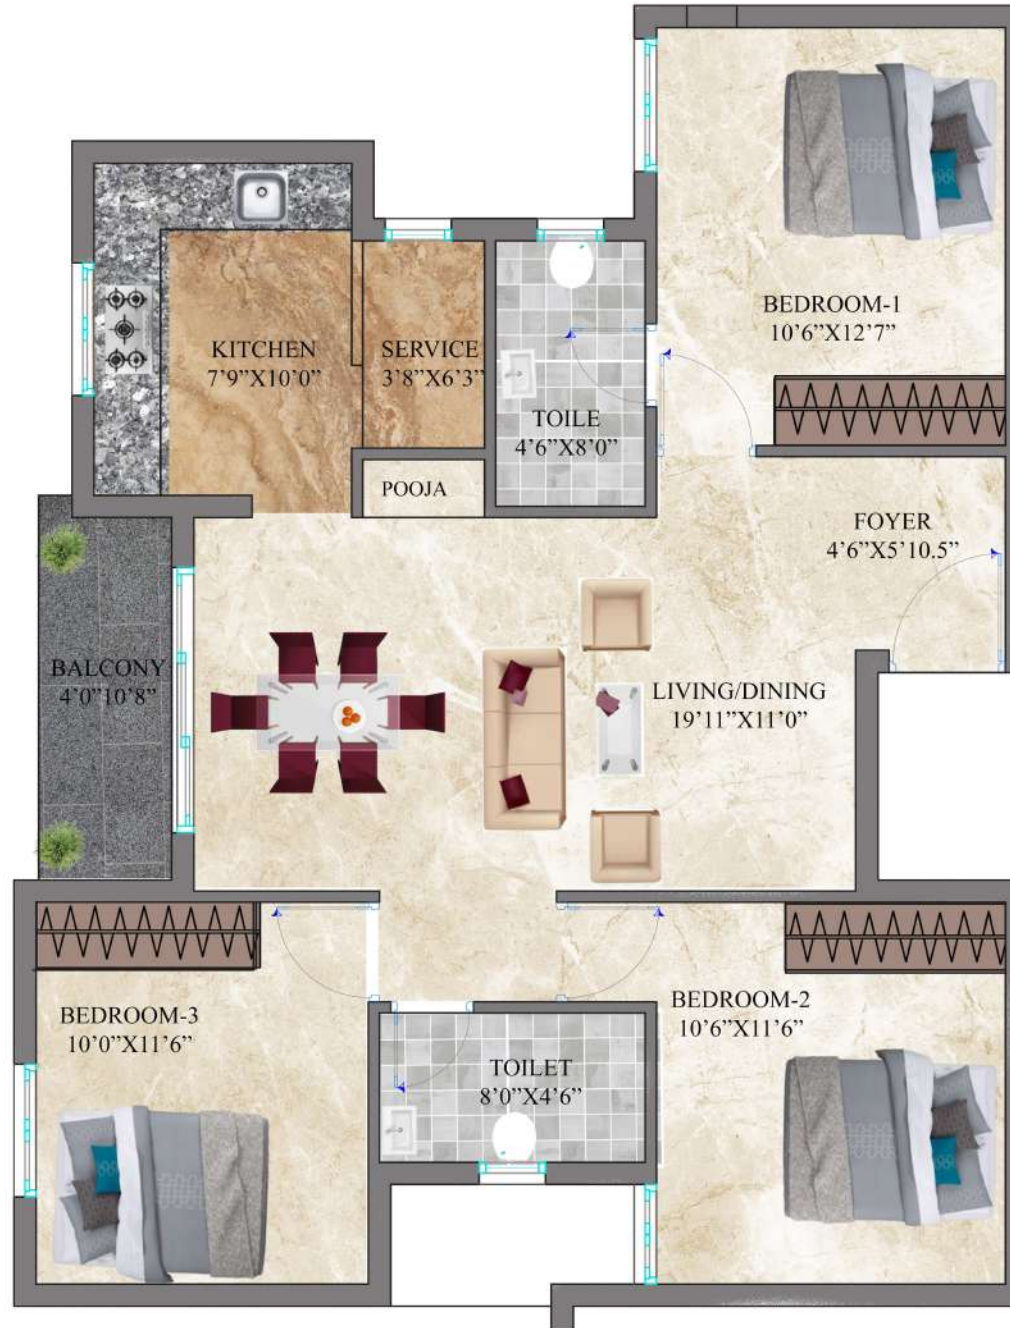 BEDROOM-1
10’6”X12’7”
KITCHEN
7’9”X10’0”
SERVICE
3’8”X6’3”
TOILE
4’6”X8’0”
POOJA
FOYER
4’6”X5’10.5”
BALCONY
4’0”10’8”
LIVING/DINING
19’11”X11’0”
BEDROOM-3
10’0”X11’6”
TOILET
8’0”X4’6”
BEDROOM-2
10’6”X11’6”